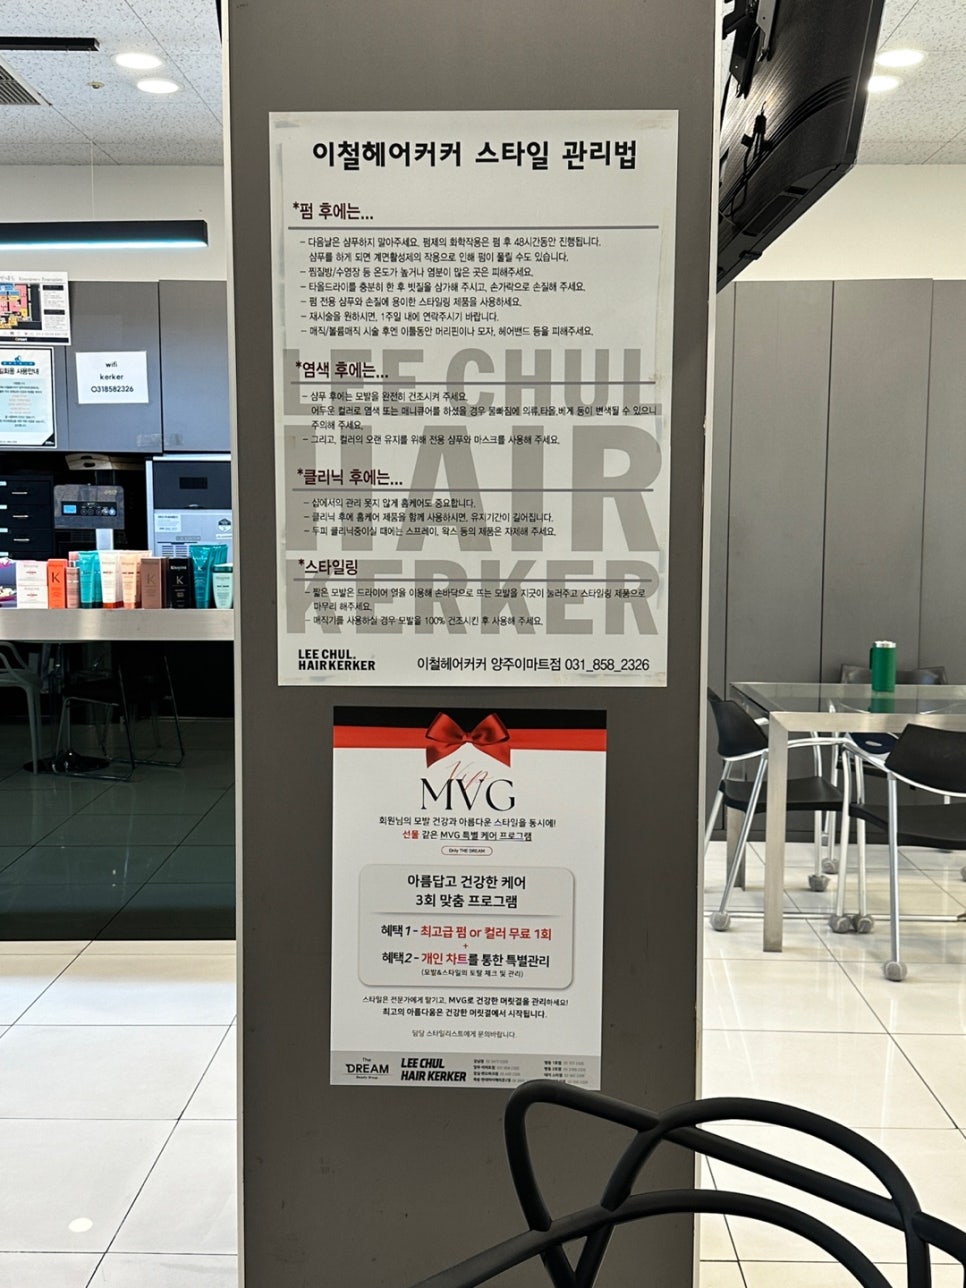 이철헤어커커 스타일 관리법
*펌 후에는...
- 다음날은 샴푸하지 말아주세요. 펌제의 화학작용은 펌 후 48시간동안 진행됩니다.
샴푸를 하게 되면 계면활성제의 작용으로 인해 펌이 풀릴 수도 있습니다.
- 찜질방/수영장 등 온도가 높거나 염분이 많은 곳은 피해주세요.
- 타올드라이를 충분히 한 후 빗질을 삼가해 주시고, 손가락으로 손질해 주세요.
- 펌 전용 샴푸와 손질에 용이한 스타일링 제품을 사용하세요.
- 재시술을 원하시면, 1주일 내에 연락주시기 바랍니다.
- 매직/볼륨매직 시술 후엔 이틀동안 머리핀이나 모자, 헤어밴드 등을 피해주세요.
*염색 후에는...
- 샴푸 후에는 모발을 완전히 건조시켜 주세요.
어두운 컬러로 염색 또는 매니큐어를 하셨을 경우 물빠짐에 의류,타올,베게 등이 변색될 수 있으니
주의해 주세요.
- 그리고, 컬러의 오랜 유지를 위해 전용 샴푸와 마스크를 사용해 주세요.
*클리닉 후에는...
- 샵에서의 관리 못지 않게 홈케어도 중요합니다.
- 클리닉 후에 홈케어 제품을 함께 사용하시면, 유지기간이 길어집니다.
- 두피 클리닉중이실 때에는 스프레이, 왁스 등의 제품은 자제해 주세요.
*스타일링
- 짧은 모발은 드라이어 열을 이용해 손바닥으로 뜨는 모발을 지긋이 눌러주고 스타일링 제품으로
마무리 해주세요.
- 매직기를 사용하실 경우 모발을 100% 건조시킨 후 사용해 주세요.
LEE CHUL
HAIR
KERKER
LEE CHUL.
HAIRKERKER
이철헤어커커 양주이마트점 031_858_2326
wifi
kerker
0318582326
사용안내
Vip
MVG
회원님의 모발 건강과 아름다운 스타일을 동시에!
선물 같은 MVG 특별 케어 프로그램
Only THE DREAM
아름답고 건강한 케어
3회 맞춤 프로그램
혜택1- 최고급 펌 or 컬러 무료 1회
+
혜택2- 개인 차트를 통한 특별관리
(모발&스타일의 토탈 체크 및 관리)
스타일은 전문가에게 맡기고, MVG로 건강한 머릿결을 관리하세요!
최고의 아름다움은 건강한 머릿결에서 시작됩니다.
담당 스타일리스트에게 문의바랍니다.
The
DREAM
Beauty Group
LEE CHUL
HAIR KERKER